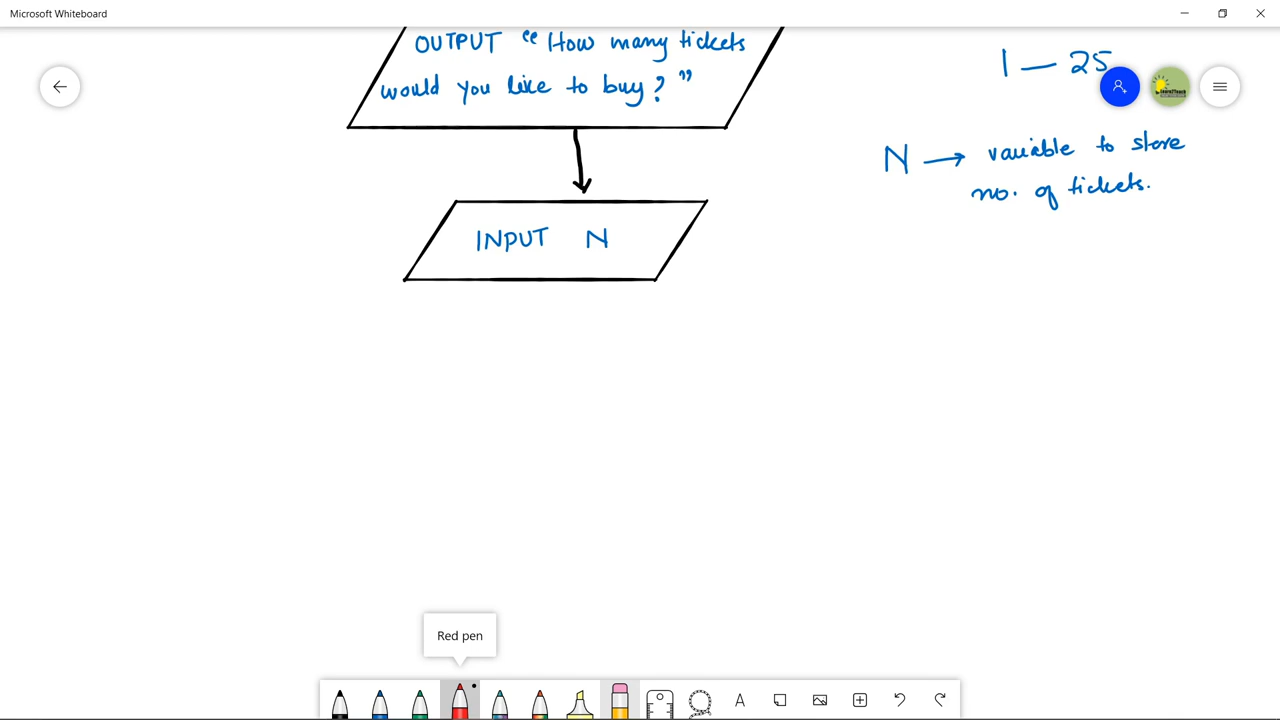 Microsoft Whiteboard
OUTPUT “How many tickets
would you like to buy?”
1 — 25
N → variable to store
no. of tickets.
INPUT N
Red pen
A